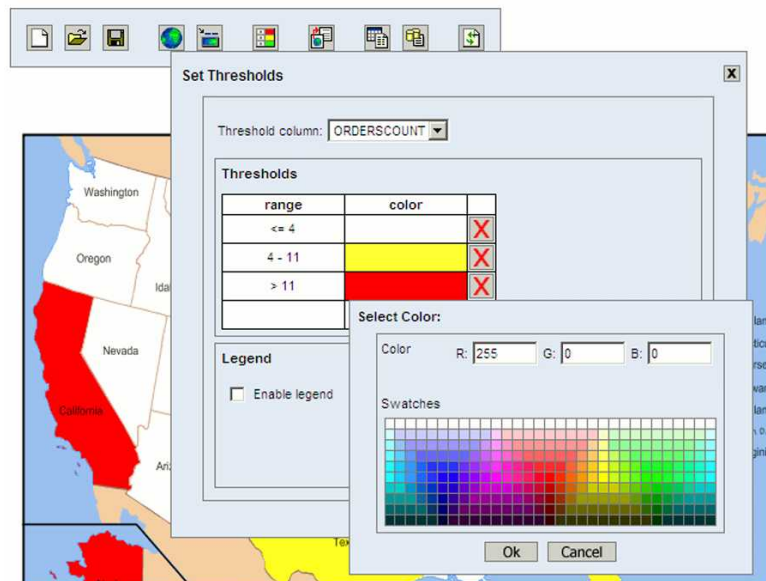 Set Thresholds
X
Threshold column: ORDERSCOUNT
Thresholds
range color
<= 4 X
4 - 11 X
> 11 X
Select Color:
Color R: 255 G: 0 B: 0
Swatches
Ok Cancel
Legend
Enable legend
Washington
Oregon
Nevada
California